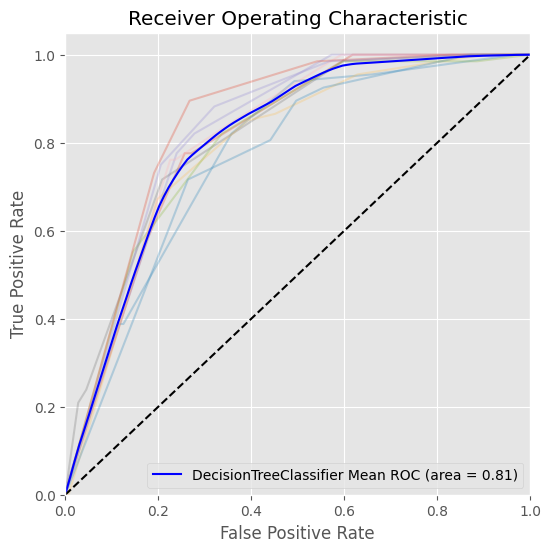 Receiver Operating Characteristic
1.0
0.8
0.6
0.4
0.2
0.0
True Positive Rate
DecisionTreeClassifier Mean ROC (area = 0.81)
0.0 0.2 0.4 0.6 0.8 1.0
False Positive Rate